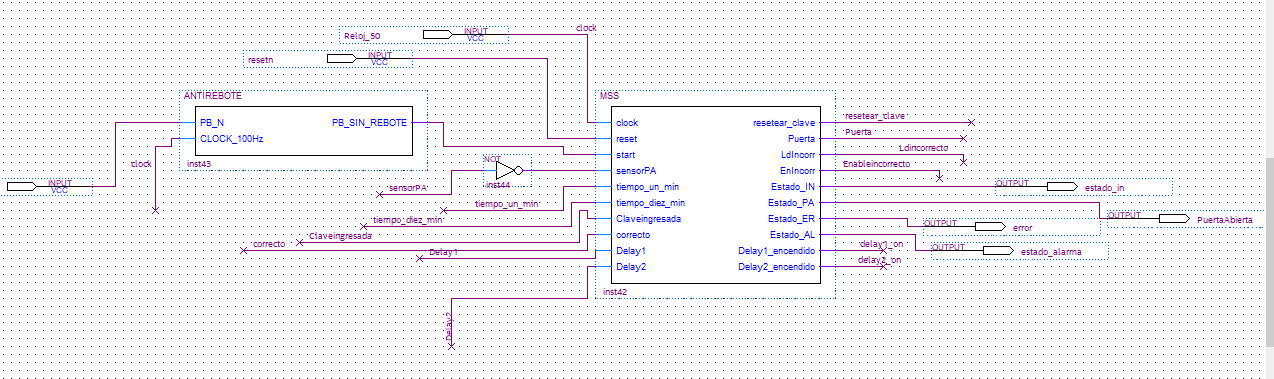 clock
INPUT
VCC
Reloj_50
INPUT
VCC
resetn
ANTIREBOTE
PB_N
PB_SIN_REBOTE
CLOCK_100Hz
inst43
clock
INPUT
VCC
NOT
inst44
sensorPA
tiempo_un_min
tiempo_diez_min
Claveingresada
correcto
Delay1
Delay2
MSS
clock
resetear_clave
reset
Puerta
start
LdIncorr
sensorPA
EnIncorr
tiempo_un_min
Estado_IN
tiempo_diez_min
Estado_PA
Claveingresada
Estado_ER
correcto
Estado_AL
Delay1
Delay1_encendido
Delay2
Delay2_encendido
inst42
resetear_clave
Puerta
Ldincorrecto
Enableincorrecto
OUTPUT
estado_in
OUTPUT
PuertaAbierta
OUTPUT
error
OUTPUT
estado_alarma
delay1_on
delay2_on